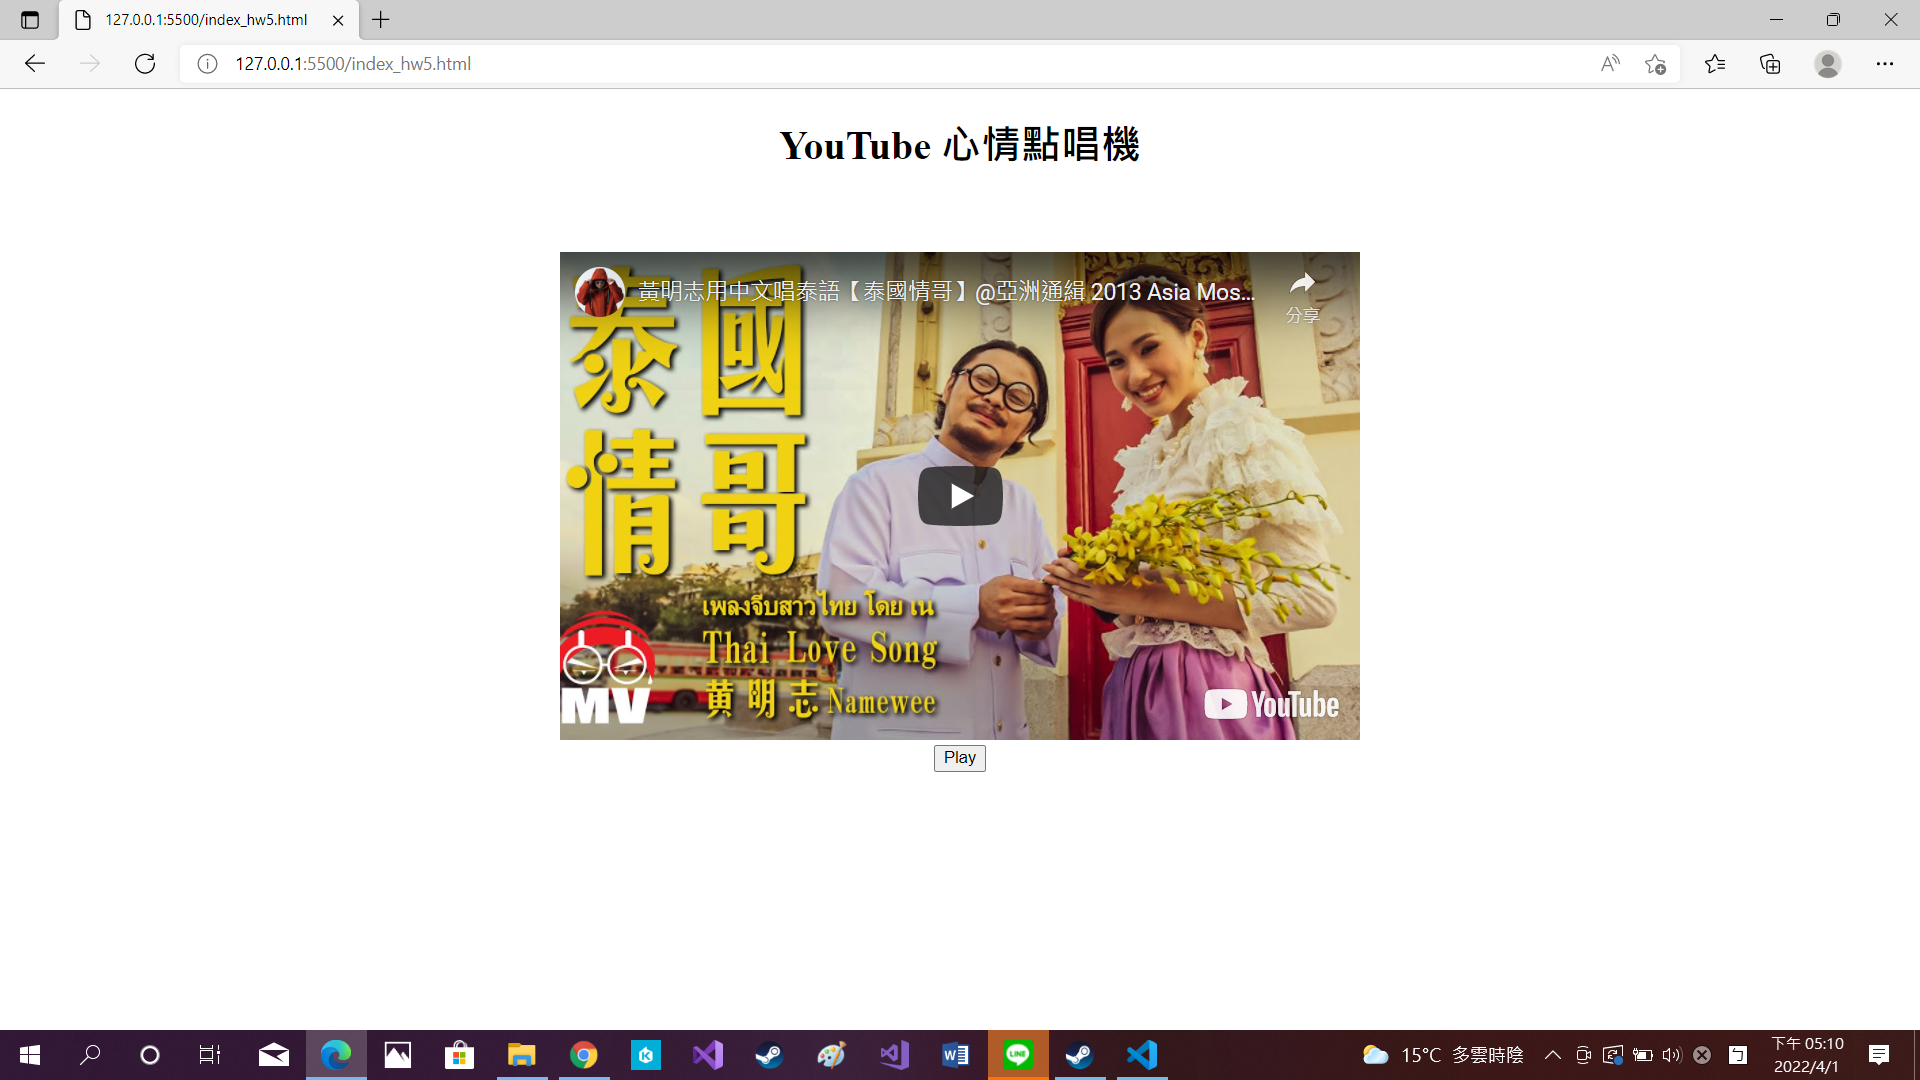 127.0.0.1:5500/index_hw5.html
127.0.0.1:5500/index_hw5.html
YouTube 心情點唱機
黃明志用中文唱泰語【泰國情哥】@亞洲通緝 2013 Asia Mos...
分享
泰國
情哥
เพลงจีบสาวไทย โดย เน
Thai Love Song
黄明志 Namewee
MV
YouTube
Play
15°C 多雲時陰
下午 05:10
2022/4/1